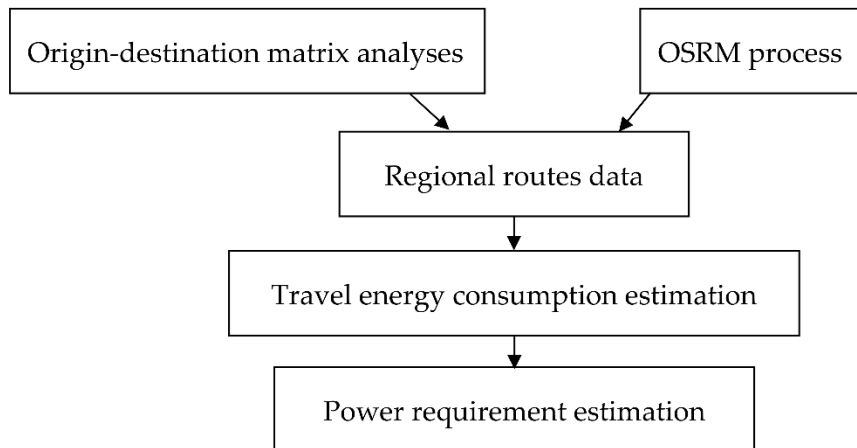 Origin-destination matrix analyses
OSRM process
Regional routes data
Travel energy consumption estimation
Power requirement estimation